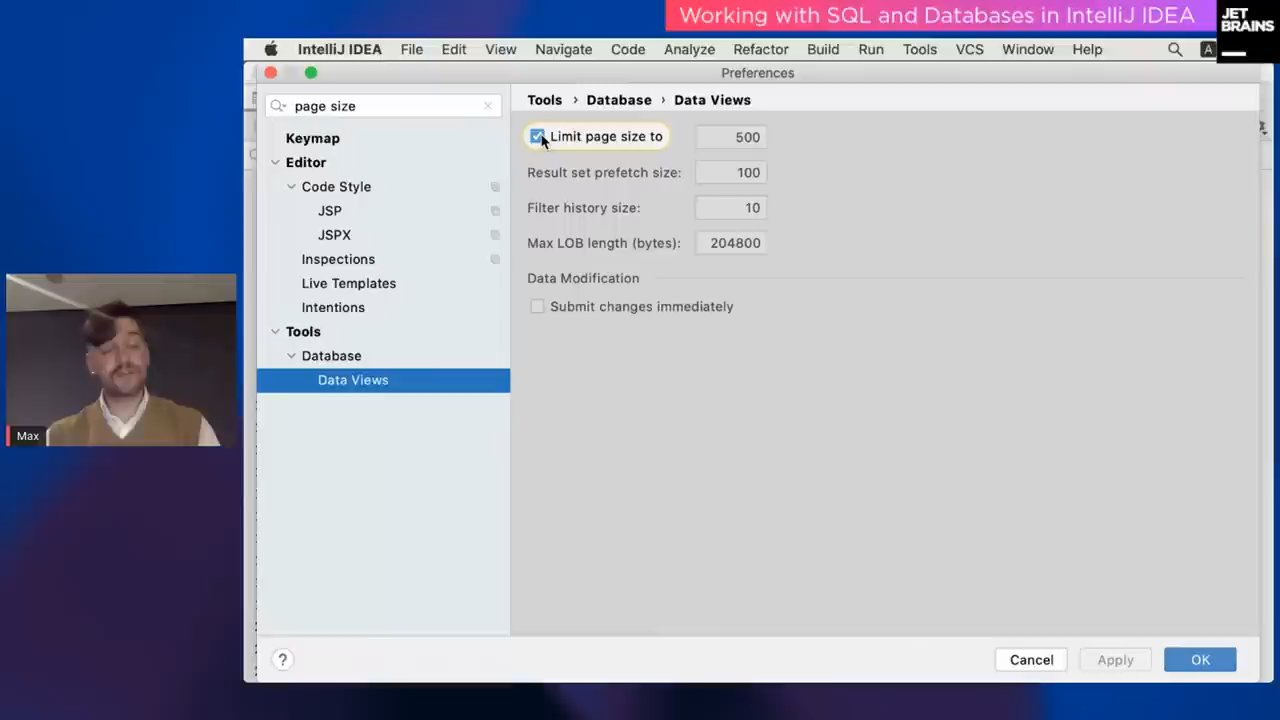 Working with SQL and Databases in IntelliJ IDEA
JET
BRAINS
IntelliJ IDEA File Edit View Navigate Code Analyze Refactor Build Run Tools VCS Window Help A
Preferences
page size
Tools › Database › Data Views
Keymap
Limit page size to 500
Editor
Code Style
Result set prefetch size: 100
JSP
Filter history size: 10
JSPX
Max LOB length (bytes): 204800
Inspections
Data Modification
Live Templates
Intentions
Submit changes immediately
Tools
Database
Data Views
Max
?
Cancel
Apply
OK